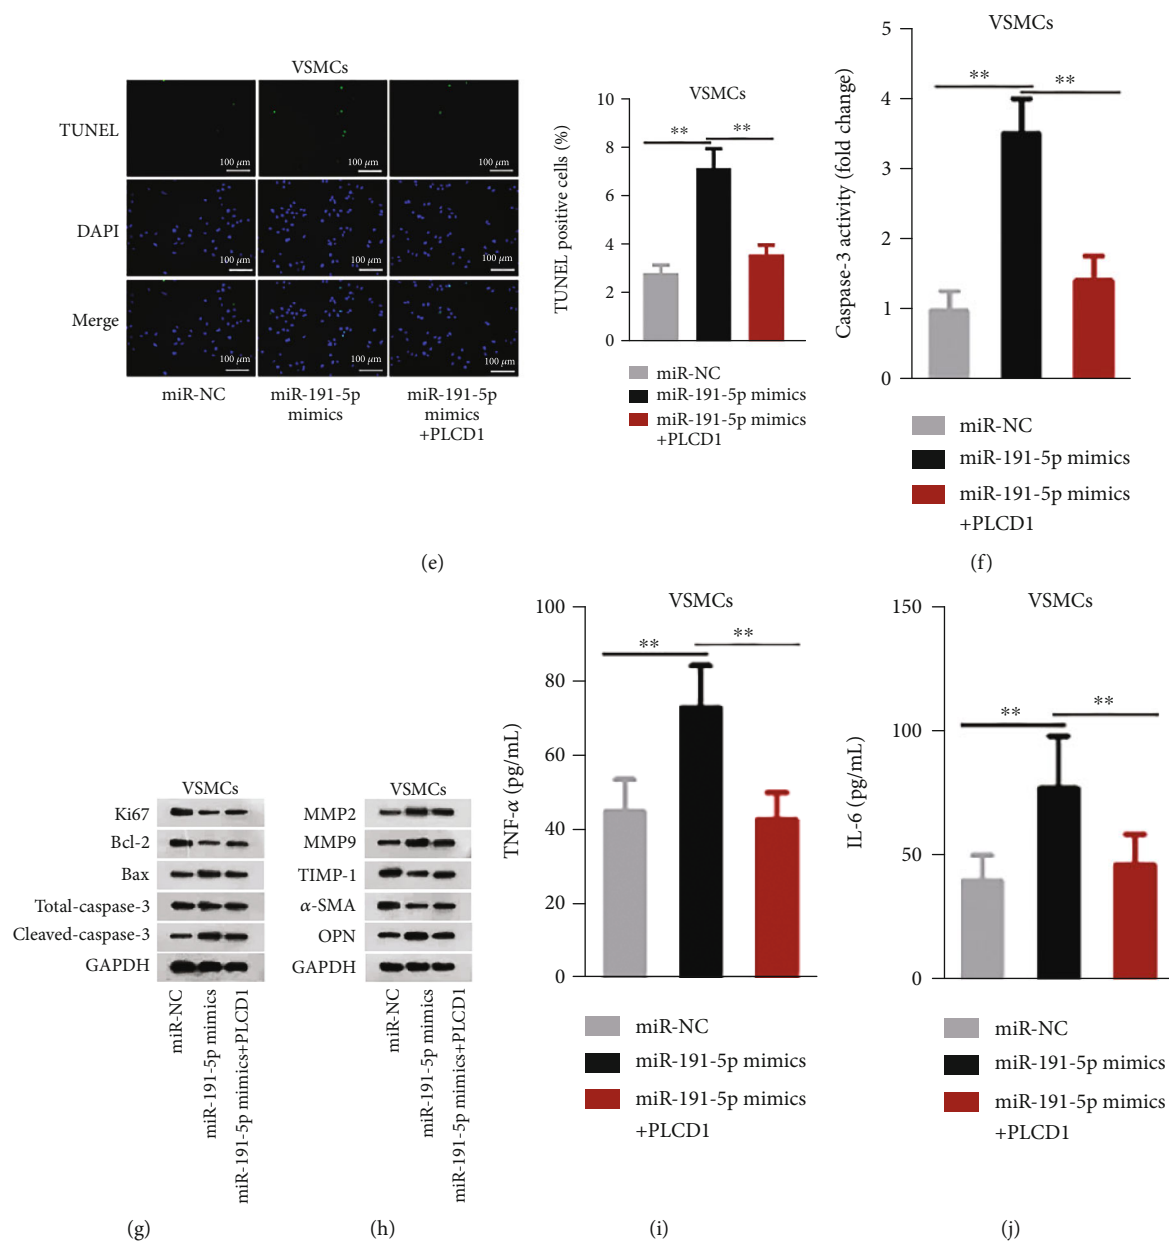 VSMCs
TUNEL
100 µm
100 µm
100 µm
DAPI
100 µm
100 µm
100 µm
Merge
100 µm
100 µm
100 µm
miR-NC
miR-191-5p
mimics
miR-191-5p
mimics
+PLCD1
VSMCs
TUNEL positive cells (%)
10
8
6
4
2
0
**
**
miR-NC
miR-191-5p mimics
miR-191-5p mimics
+PLCD1
(e)
VSMCs
Caspase-3 activity (fold change)
5
4
3
2
1
0
**
**
miR-NC
miR-191-5p mimics
miR-191-5p mimics
+PLCD1
(f)
VSMCs
Ki67
Bcl-2
Bax
Total-caspase-3
Cleaved-caspase-3
GAPDH
miR-NC
miR-191-5p mimics
miR-191-5p mimics+PLCD1
(g)
VSMCs
MMP2
MMP9
TIMP-1
α-SMA
OPN
GAPDH
miR-NC
miR-191-5p mimics
miR-191-5p mimics+PLCD1
(h)
VSMCs
TNF-α (pg/mL)
100
80
60
40
20
0
**
**
miR-NC
miR-191-5p mimics
miR-191-5p mimics
+PLCD1
(i)
VSMCs
IL-6 (pg/mL)
150
100
50
0
**
**
miR-NC
miR-191-5p mimics
miR-191-5p mimics
+PLCD1
(j)